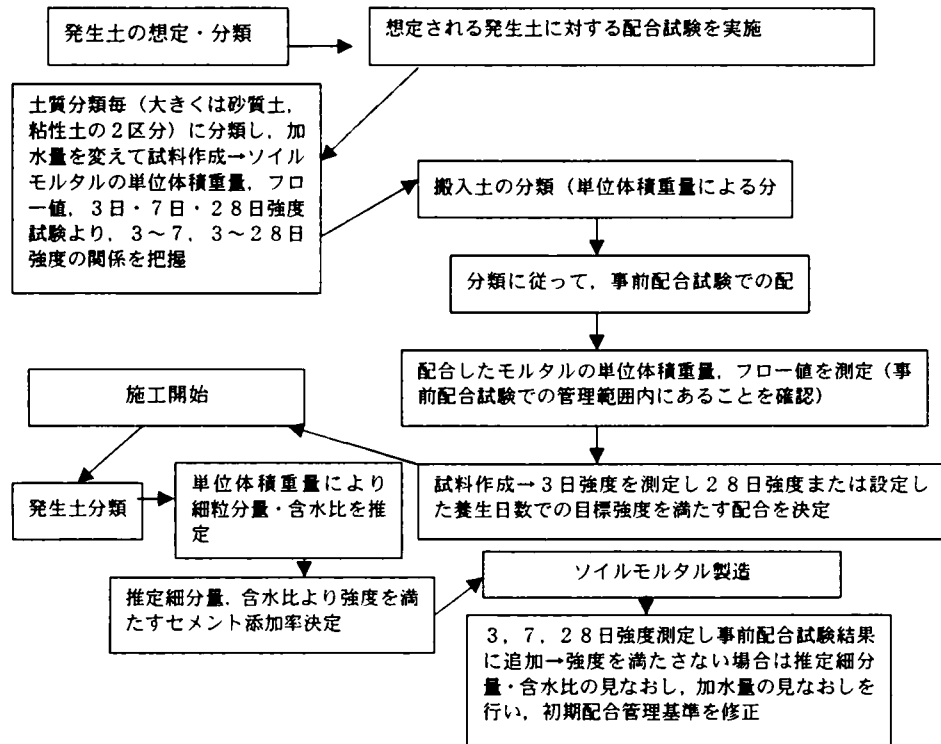 発生土の想定・分類
想定される発生土に対する配合試験を実施
土質分類毎（大きくは砂質土，
粘性土の２区分）に分類し，加
水量を変えて試料作成→ソイル
モルタルの単位体積重量，フロ
ー値，３日・７日・２８日強度
試験より，３～７，３～２８日
強度の関係を把握
搬入土の分類（単位体積重量による分
分類に従って，事前配合試験での配
配合したモルタルの単位体積重量，フロー値を測定（事
前配合試験での管理範囲内にあることを確認）
試料作成→３日強度を測定し２８日強度または設定し
た養生日数での目標強度を満たす配合を決定
施工開始
発生土分類
単位体積重量により
細粒分量・含水比を推
定
推定細分量，含水比より強度を満
たすセメント添加率決定
ソイルモルタル製造
３，７，２８日強度測定し事前配合試験結果
に追加→強度を満たさない場合は推定細分
量・含水比の見なおし，加水量の見なおしを
行い，初期配合管理基準を修正